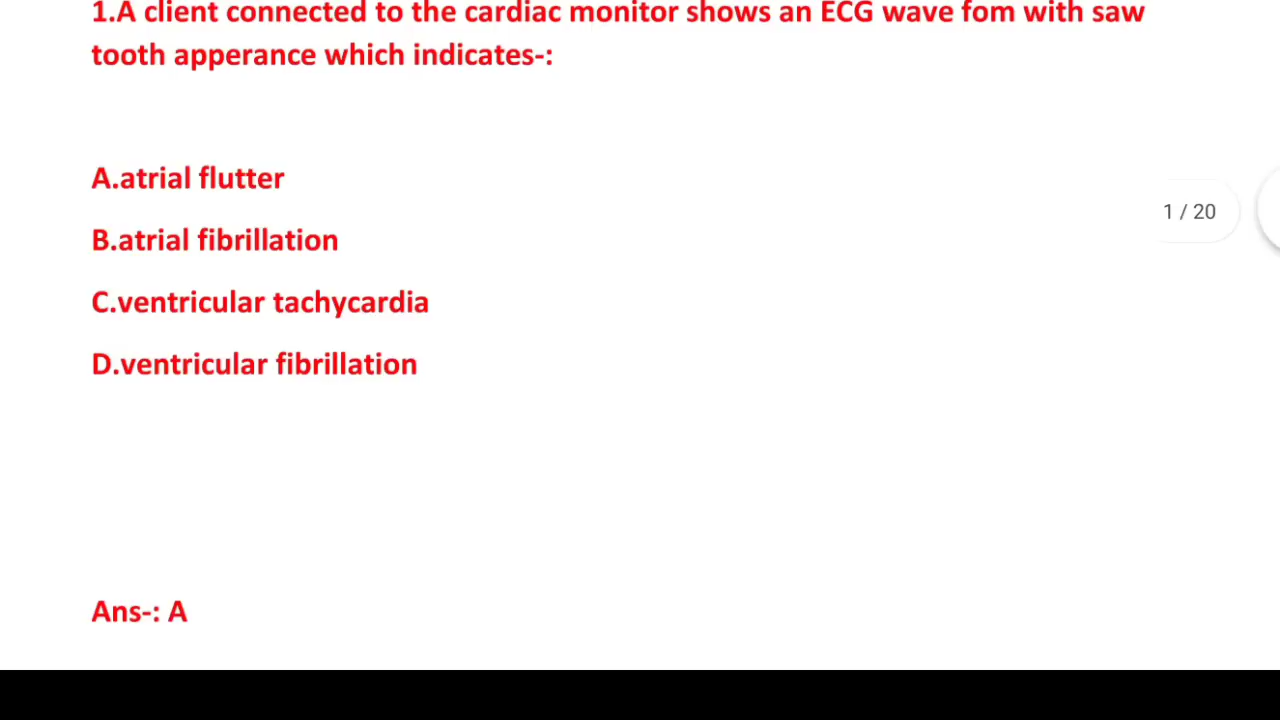 1.A client connected to the cardiac monitor shows an ECG wave fom with saw
tooth apperance which indicates-:
A.atrial flutter
1 / 20
B.atrial fibrillation
C.ventricular tachycardia
D.ventricular fibrillation
Ans-: A